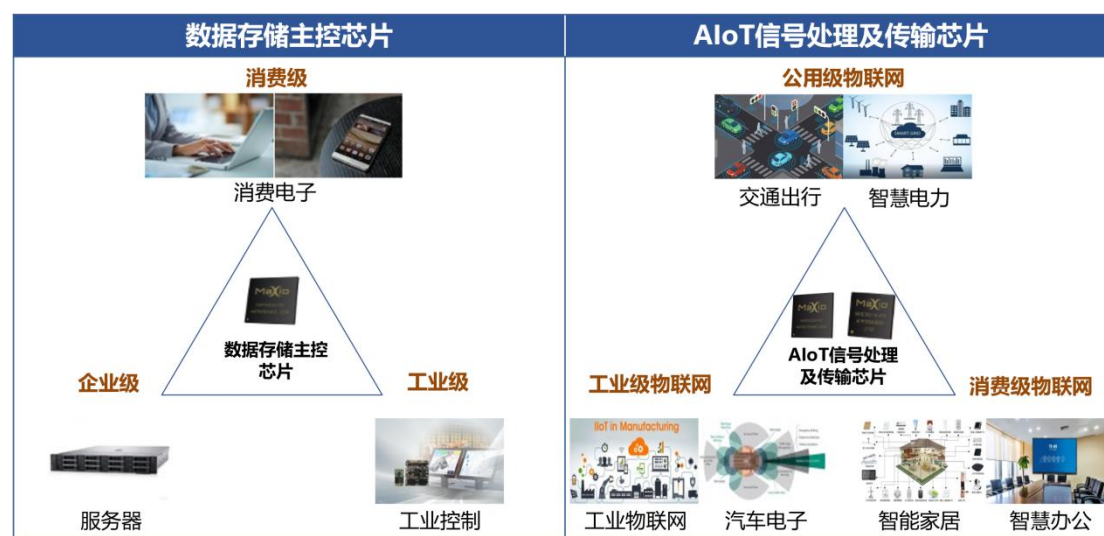 数据存储主控芯片
AIoT信号处理及传输芯片
消费级
公用级物联网
SMART GRID
消费电子
交通出行
智慧电力
MaXio
MaXio
MaXio
数据存储主控
芯片
AIoT信号处理
及传输芯片
企业级
工业级
工业级物联网
消费级物联网
IIoT in Manufacturing
服务器
工业控制
工业物联网
汽车电子
智能家居
智慧办公